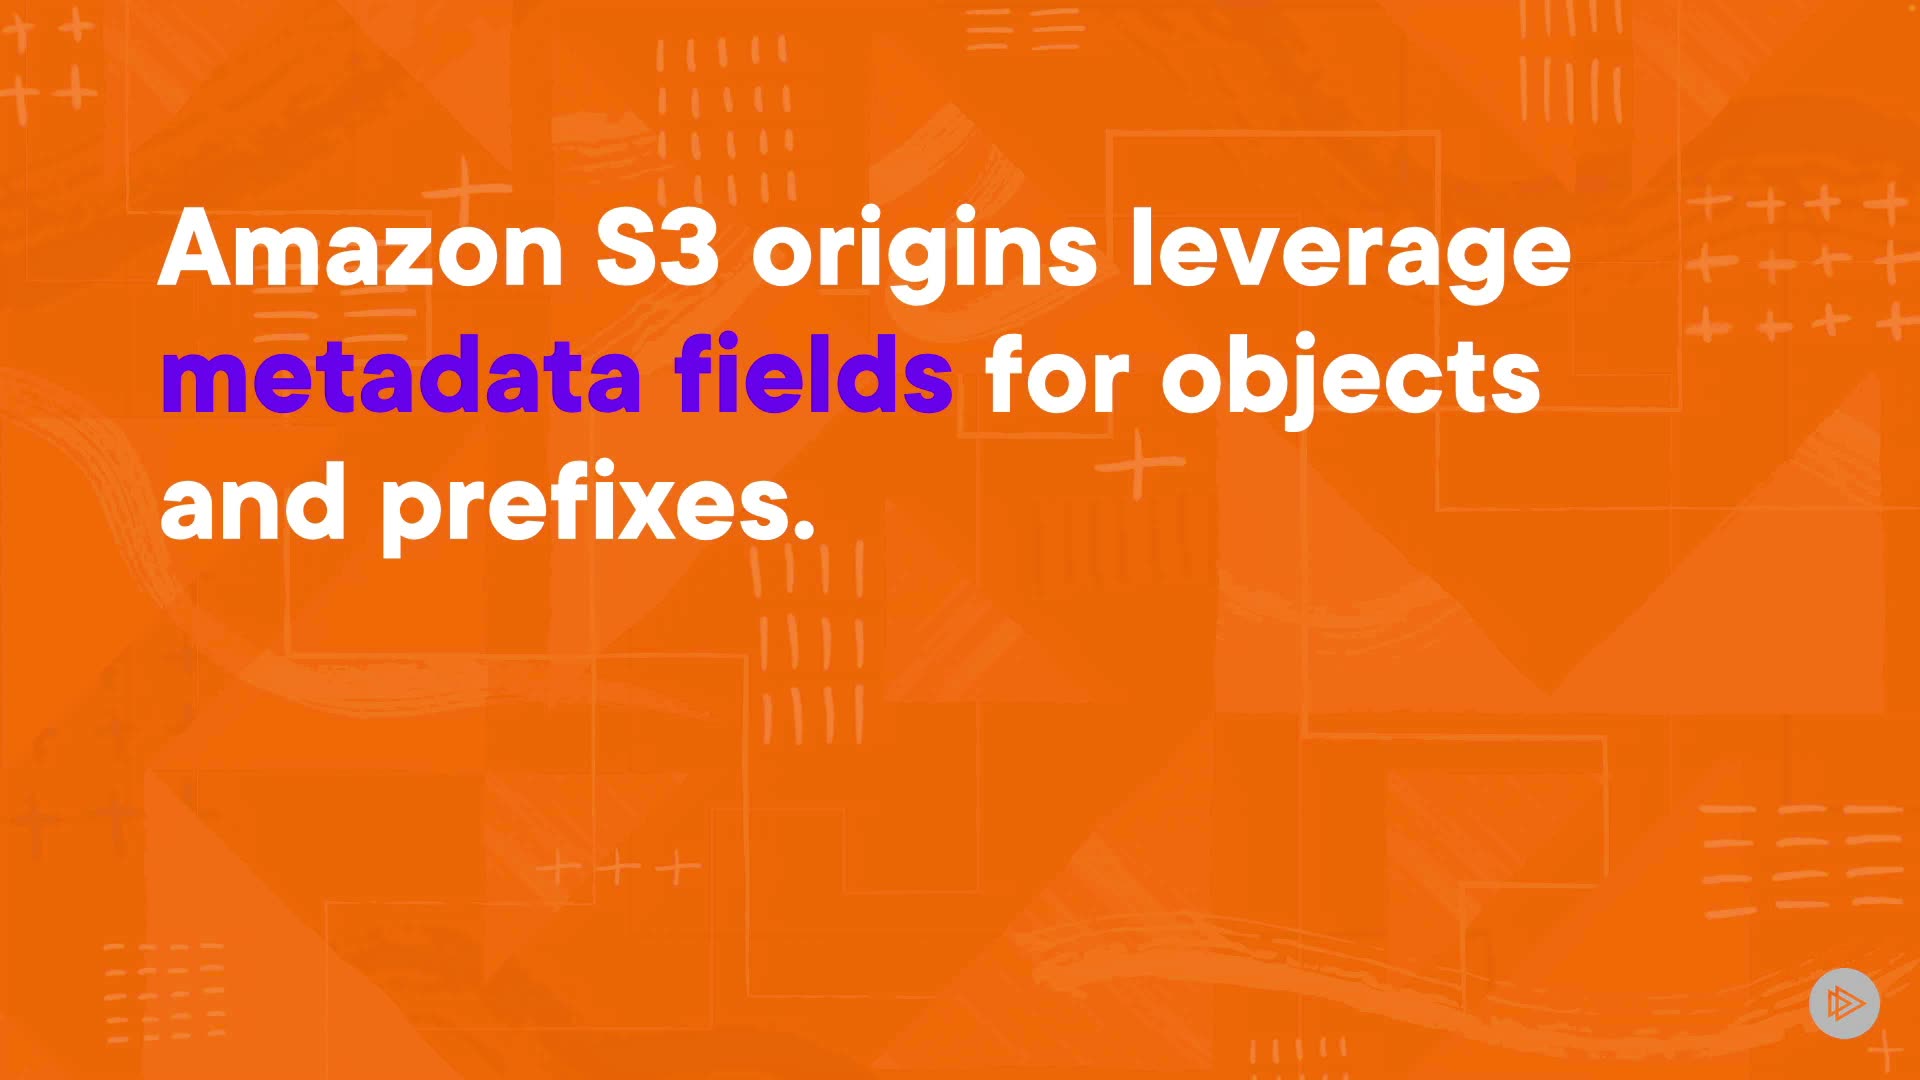 Amazon S3 origins leverage
metadata fields for objects
and prefixes.